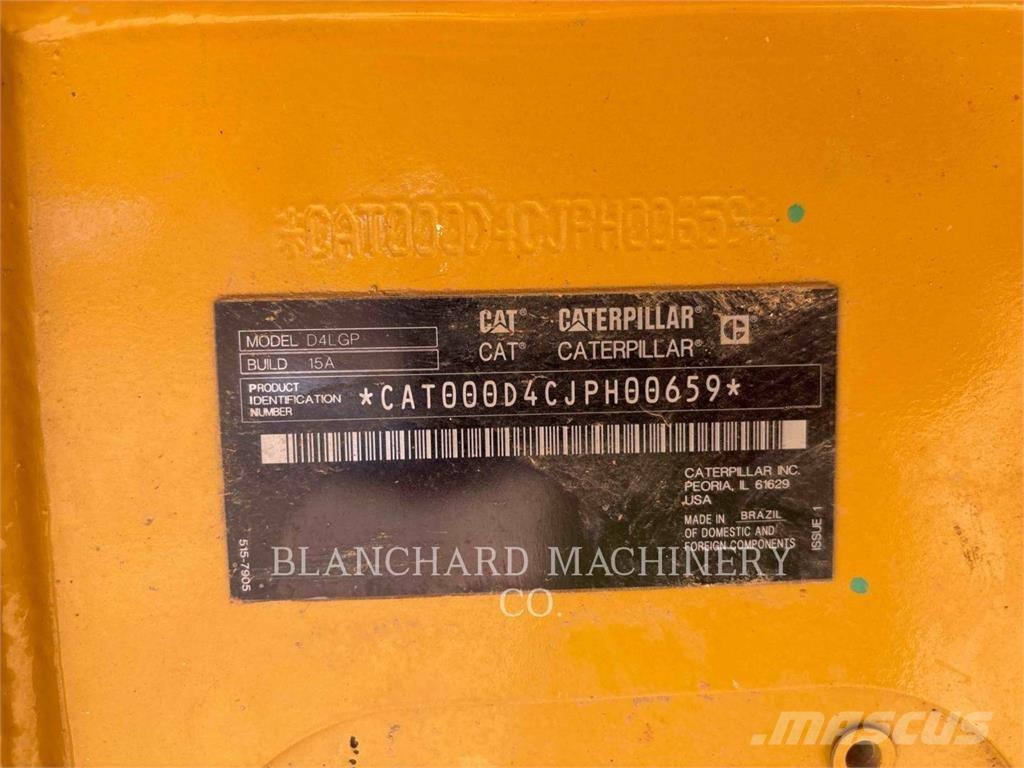 *CAT000D4CJPH00659*
MODEL D4LGP
BUILD 15A
CAT CATERPILLAR®
CAT® CATERPILLAR®
PRODUCT
IDENTIFICATION
NUMBER
*CAT000D4CJPH00659*
CATERPILLAR INC.
PEORIA, IL 61629
USA
MADE IN BRAZIL
OF DOMESTIC AND
FOREIGN COMPONENTS
ISSUE 1
515-7905
BLANCHARD MACHINERY
CO.
MASCUS